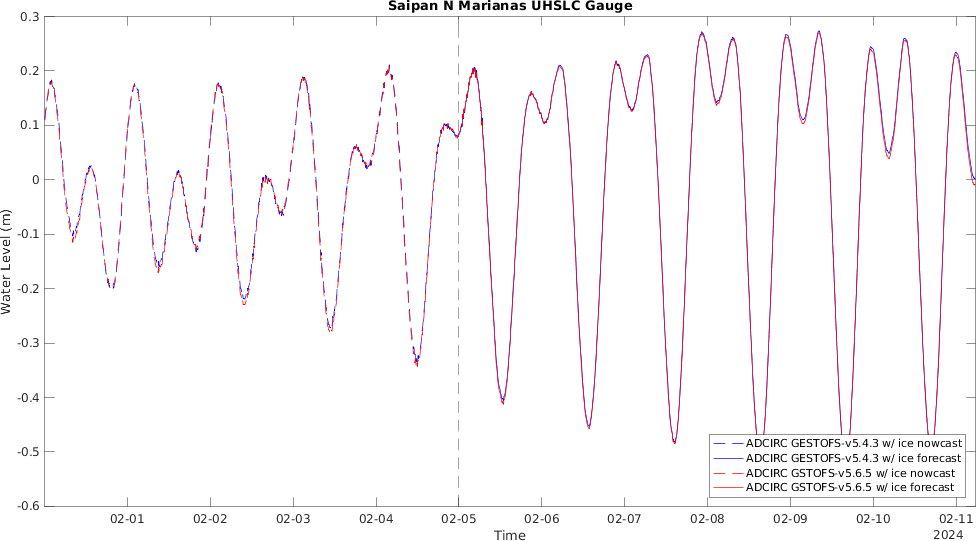 Saipan N Marianas UHSLC Gauge
0.3
0.2
0.1
0
-0.1
-0.2
-0.3
-0.4
-0.5
-0.6
Water Level (m)
ADCIRC GESTOFS-v5.4.3 w/ ice nowcast
ADCIRC GESTOFS-v5.4.3 w/ ice forecast
ADCIRC GSTOFS-v5.6.5 w/ ice nowcast
ADCIRC GSTOFS-v5.6.5 w/ ice forecast
02-01 02-02 02-03 02-04 02-05 02-06 02-07 02-08 02-09 02-10 02-11
Time 2024